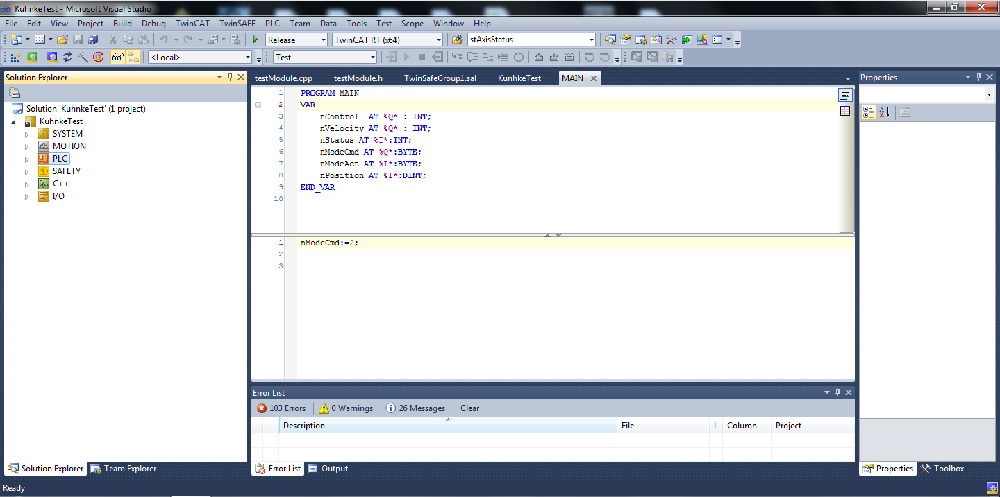 KuhnkeTest - Microsoft Visual Studio
File Edit View Project Build Debug TwinCAT TwinSAFE PLC Team Data Tools Test Scope Window Help
Release TwinCAT RT (x64) stAxisStatus
<Local> Test
Solution Explorer
Solution 'KuhnkeTest' (1 project)
KuhnkeTest
SYSTEM
MOTION
PLC
SAFETY
C++
I/O
Solution Explorer Team Explorer
testModule.cpp testModule.h TwinSafeGroup1.sal KunhkeTest MAIN
1 PROGRAM MAIN
2 VAR
3 nControl AT %Q* : INT;
4 nVelocity AT %Q* : INT;
5 nStatus AT %I*:INT;
6 nModeCmd AT %Q*:BYTE;
7 nModeAct AT %I*:BYTE;
8 nPosition AT %I*:DINT;
9 END_VAR
10
1 nModeCmd:=2;
2
3
Error List
103 Errors 0 Warnings 26 Messages Clear
Description File L Column Project
Error List Output
Properties
Properties Toolbox
Ready